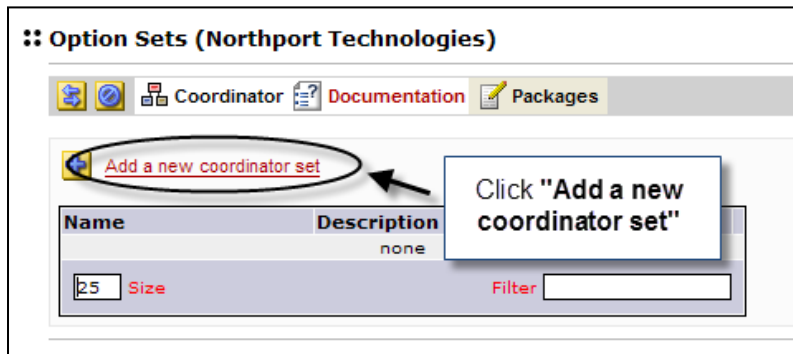 Option Sets (Northport Technologies)
Coordinator Documentation Packages
Add a new coordinator set
Click "Add a new
coordinator set"
Name Description
none
25 Size Filter